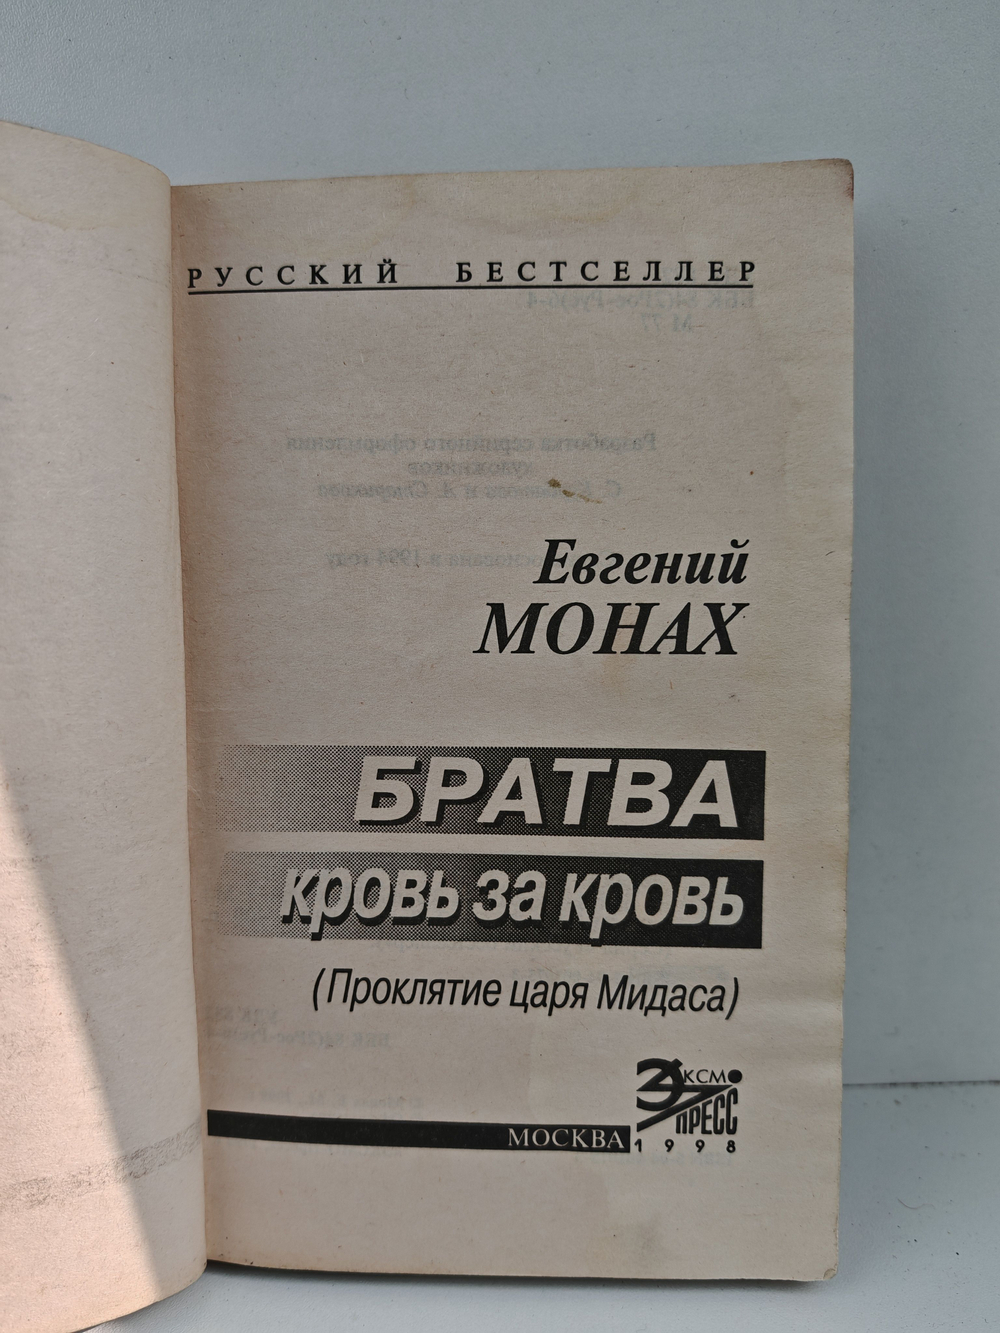 РУССКИЙ БЕСТСЕЛЛЕР
Евгений
МОНАХ
БРАТВА
кровь за кровь
(Проклятие царя Мидаса)
ЭКСМО
ПРЕСС
МОСКВА 1998